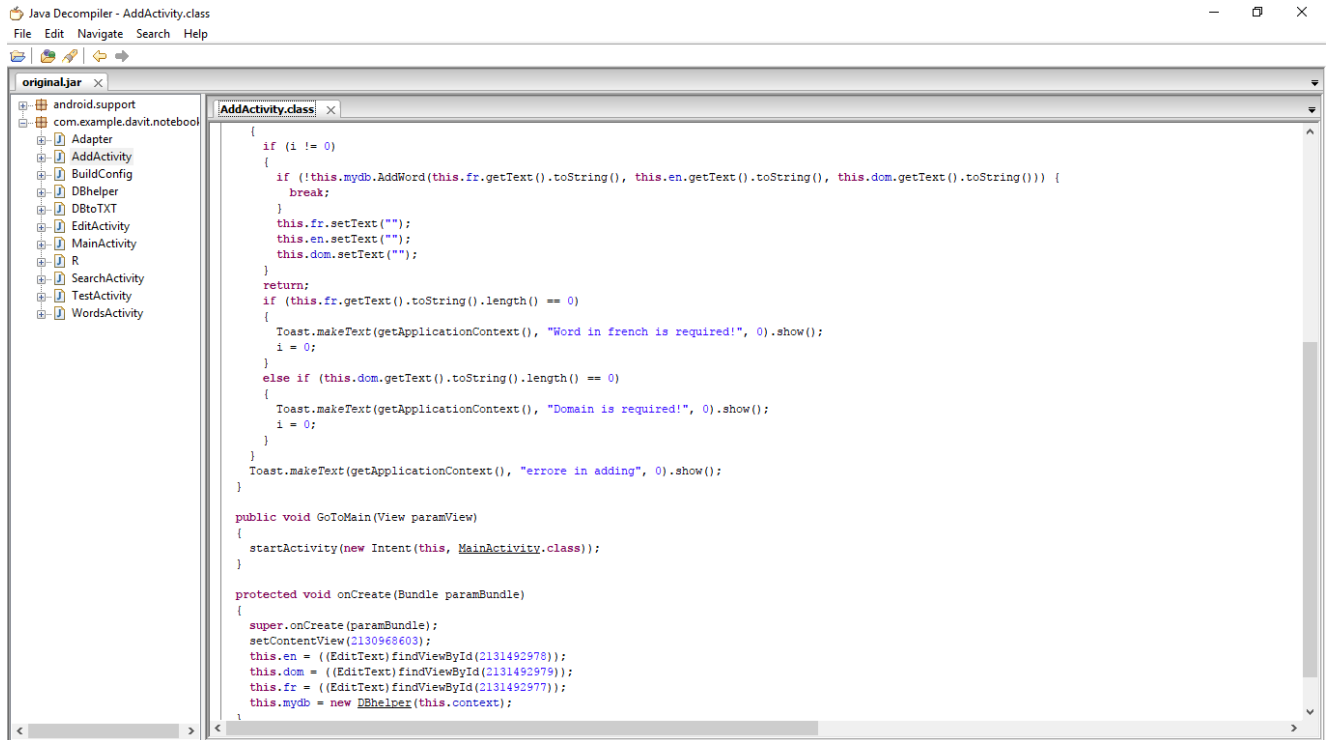 Java Decompiler - AddActivity.class
File Edit Navigate Search Help
original.jar
android.support
com.example.davit.notebook
Adapter
AddActivity
BuildConfig
DBhelper
DBtoTXT
EditActivity
MainActivity
R
SearchActivity
TestActivity
WordsActivity
AddActivity.class
{
if (i != 0)
{
if (!this.mydb.AddWord(this.fr.getText().toString(), this.en.getText().toString(), this.dom.getText().toString())) {
break;
}
this.fr.setText("");
this.en.setText("");
this.dom.setText("");
}
return;
if (this.fr.getText().toString().length() == 0)
{
Toast.makeText(getApplicationContext(), "Word in french is required!", 0).show();
i = 0;
}
else if (this.dom.getText().toString().length() == 0)
{
Toast.makeText(getApplicationContext(), "Domain is required!", 0).show();
i = 0;
}
}
Toast.makeText(getApplicationContext(), "errore in adding", 0).show();
}
public void GoToMain(View paramView)
{
startActivity(new Intent(this, MainActivity.class));
}
protected void onCreate(Bundle paramBundle)
{
super.onCreate(paramBundle);
setContentView(2130968603);
this.en = ((EditText)findViewById(2131492978));
this.dom = ((EditText)findViewById(2131492979));
this.fr = ((EditText)findViewById(2131492977));
this.mydb = new DBhelper(this.context);
}